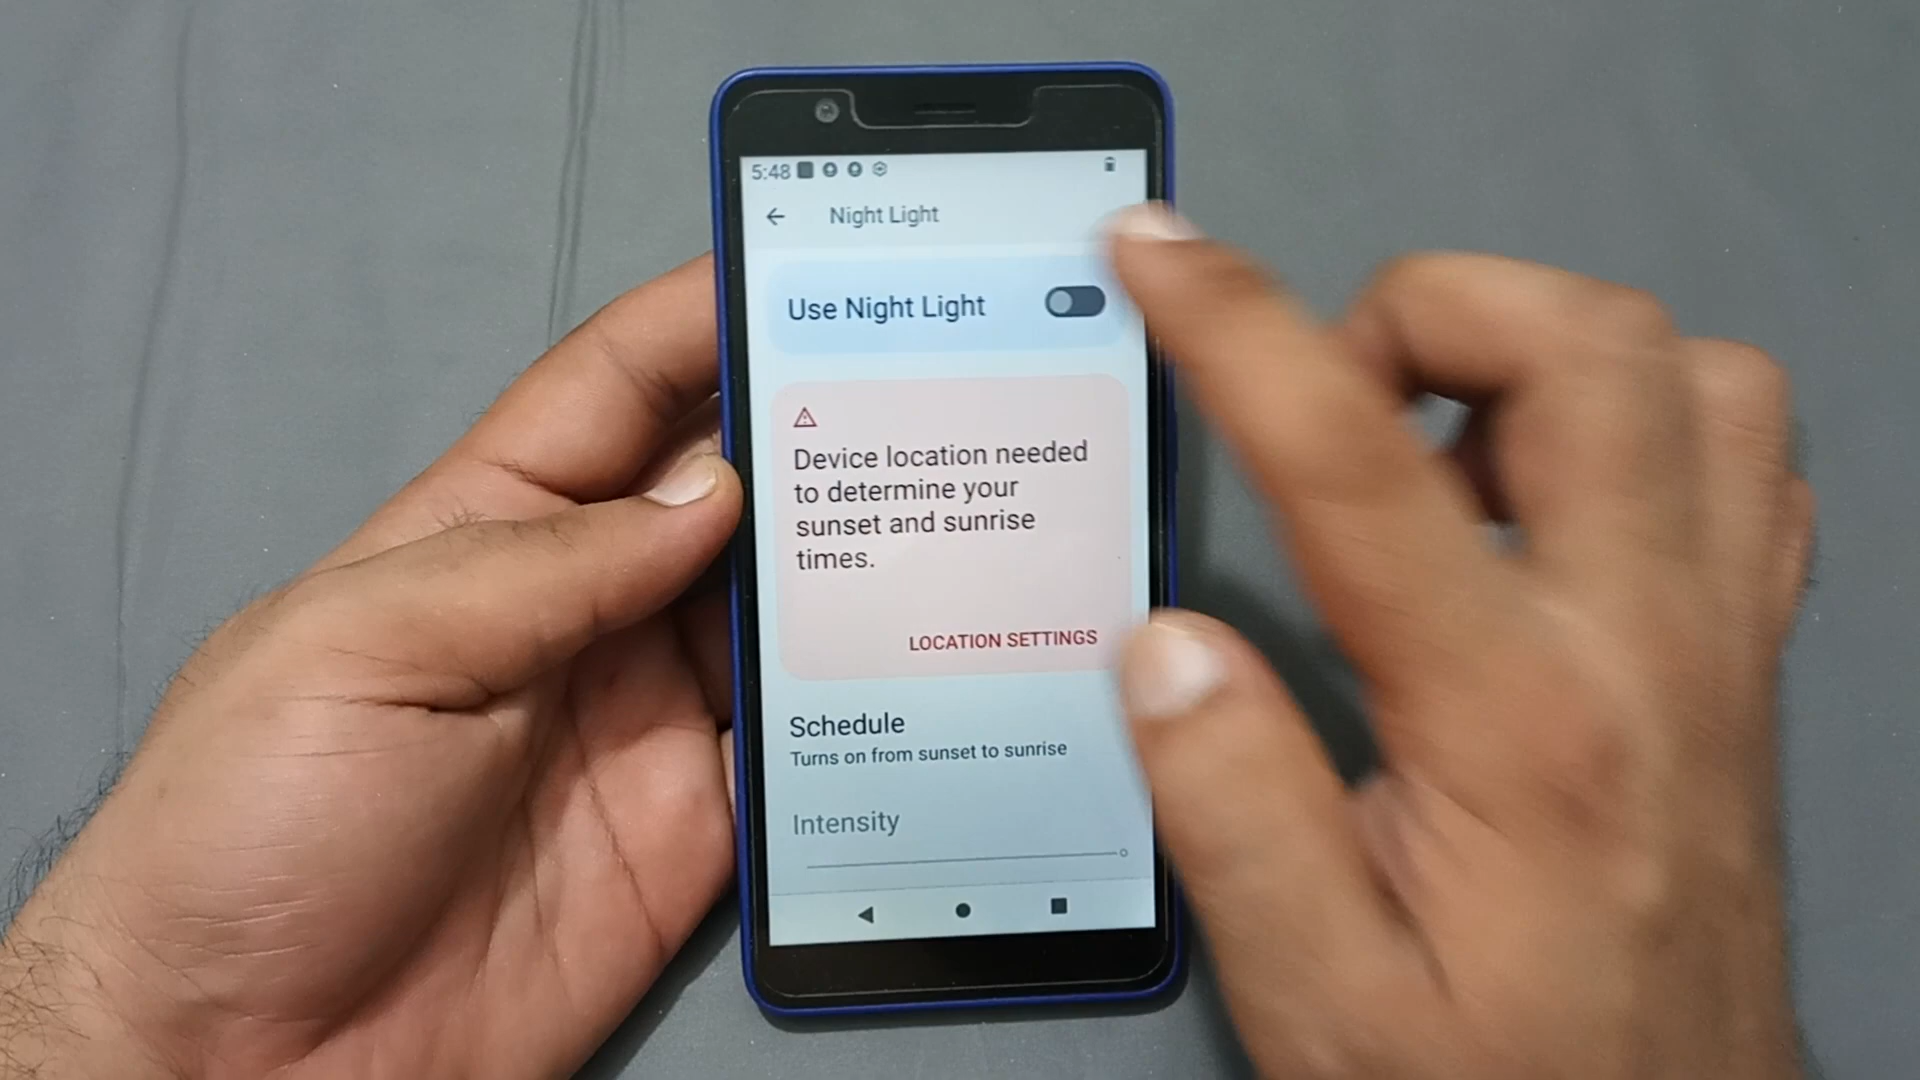 5:48
Night Light
Use Night Light
Device location needed
to determine your
sunset and sunrise
times.
LOCATION SETTINGS
Schedule
Turns on from sunset to sunrise
Intensity